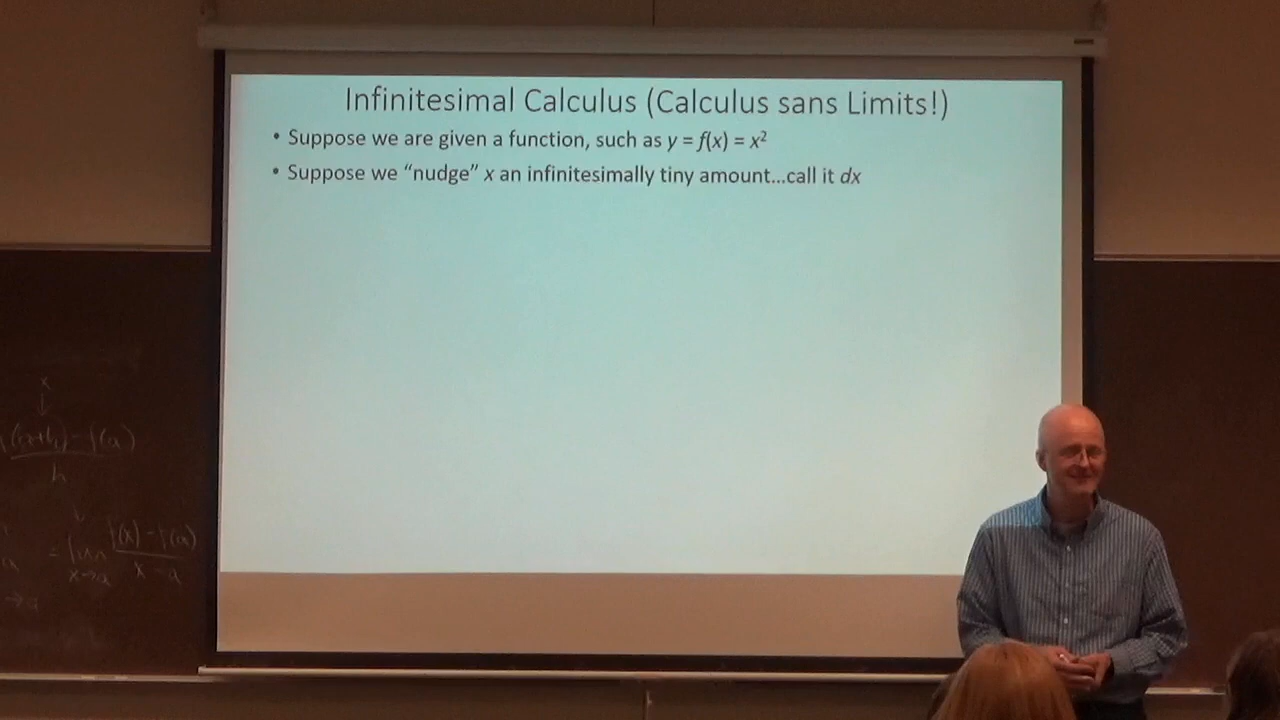 Infinitesimal Calculus (Calculus sans Limits!)
• Suppose we are given a function, such as y = f(x) = x²
• Suppose we “nudge” x an infinitesimally tiny amount...call it dx
x
↓
(a+h) - f(a)
h
= lim f(x) - f(a)
x→a x - a